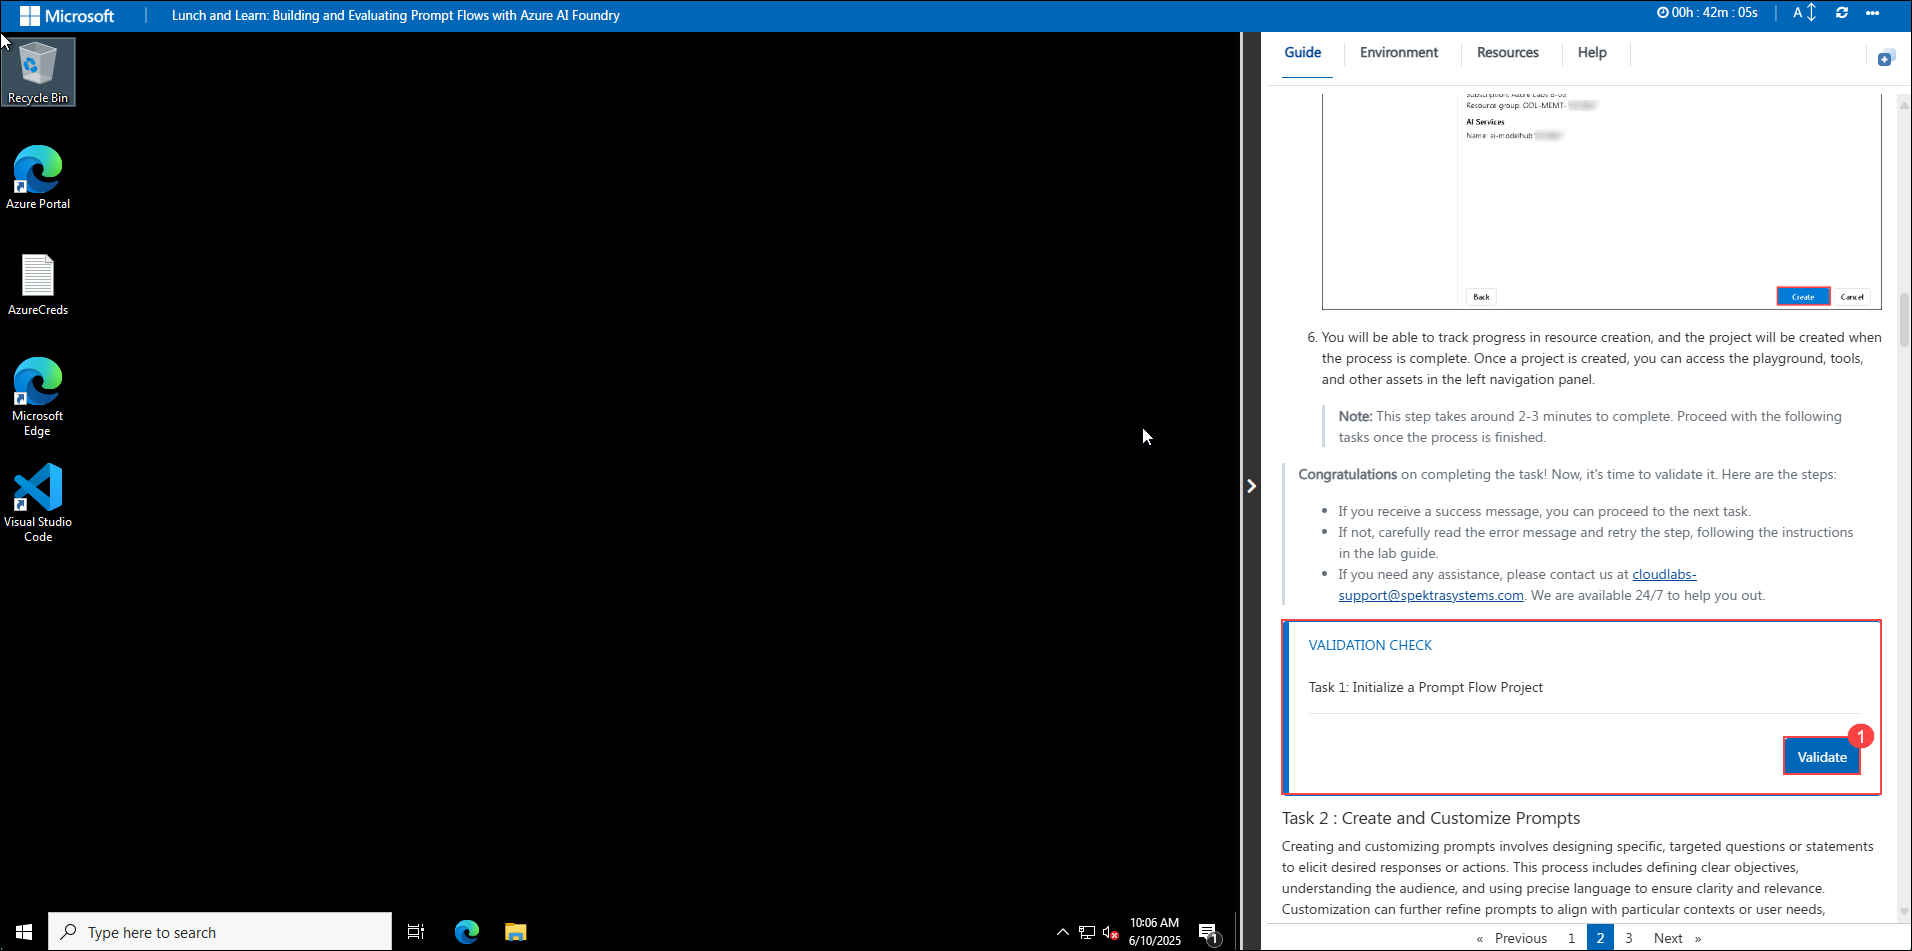 Microsoft
Lunch and Learn: Building and Evaluating Prompt Flows with Azure AI Foundry
00h : 42m : 05s
A
Recycle Bin
Azure Portal
AzureCreds
Microsoft
Edge
Visual Studio
Code
Type here to search
10:06 AM
6/10/2025
1
Guide
Environment
Resources
Help
Subscription: Azure Labs B-02
Resource group: ODL-MEMT-
AI Services
Name: ai-modelhub
Back
Create
Cancel
6. You will be able to track progress in resource creation, and the project will be created when
the process is complete. Once a project is created, you can access the playground, tools,
and other assets in the left navigation panel.
Note: This step takes around 2-3 minutes to complete. Proceed with the following
tasks once the process is finished.
Congratulations on completing the task! Now, it's time to validate it. Here are the steps:
• If you receive a success message, you can proceed to the next task.
• If not, carefully read the error message and retry the step, following the instructions
in the lab guide.
• If you need any assistance, please contact us at cloudlabs-
support@spektrasystems.com. We are available 24/7 to help you out.
VALIDATION CHECK
Task 1: Initialize a Prompt Flow Project
1
Validate
Task 2 : Create and Customize Prompts
Creating and customizing prompts involves designing specific, targeted questions or statements
to elicit desired responses or actions. This process includes defining clear objectives,
understanding the audience, and using precise language to ensure clarity and relevance.
Customization can further refine prompts to align with particular contexts or user needs,
« Previous 1 2 3 Next »